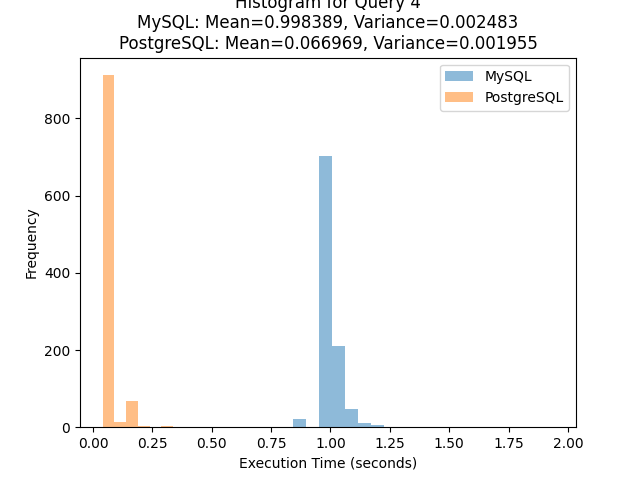 Histogram for Query 4
MySQL: Mean=0.998389, Variance=0.002483
PostgreSQL: Mean=0.066969, Variance=0.001955
MySQL
PostgreSQL
800
600
400
200
0
Frequency
0.00 0.25 0.50 0.75 1.00 1.25 1.50 1.75 2.00
Execution Time (seconds)